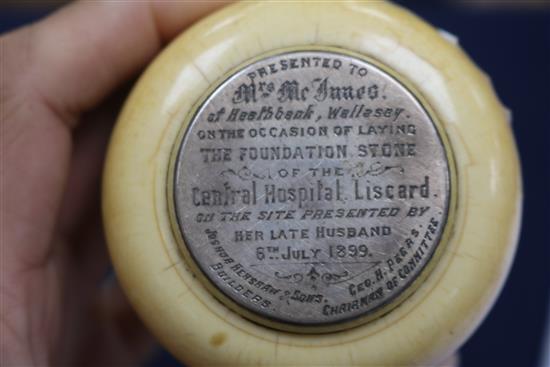 PRESENTED TO
Mrs McInnes
of Heathbank, Wallasey.
ON THE OCCASION OF LAYING
THE FOUNDATION STONE
OF THE
Central Hospital, Liscard.
ON THE SITE PRESENTED BY
HER LATE HUSBAND
6TH JULY 1899.
JOSHUA HENSHAW & SONS.
BUILDERS.
GEO. H. PEERS.
CHAIRMAN OF COMMITTEE.